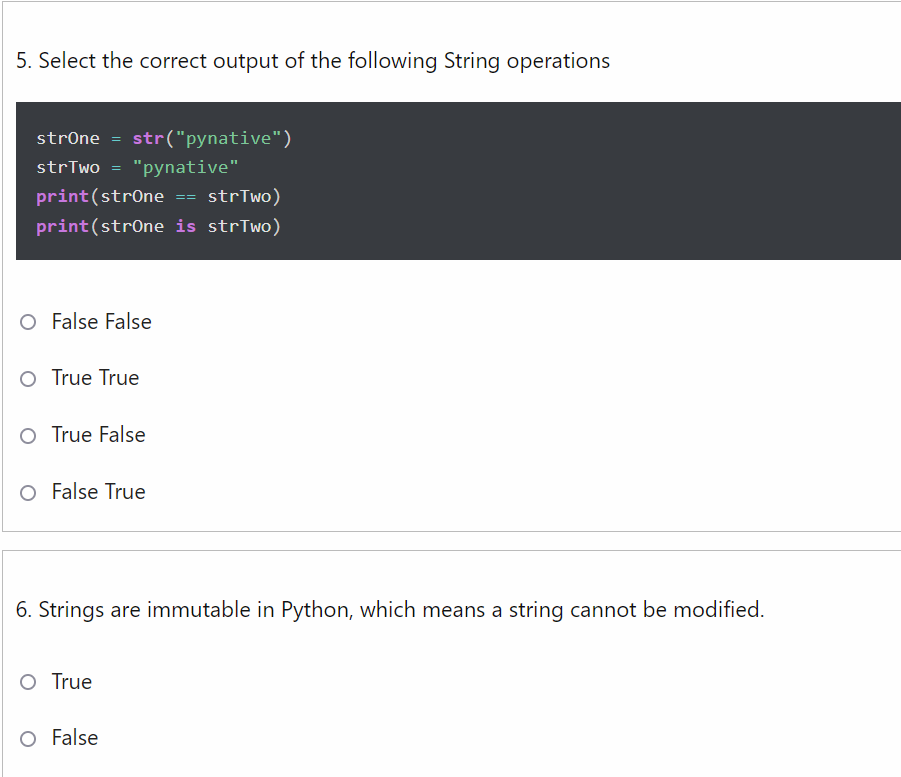 5. Select the correct output of the following String operations
strOne = str("pynative")
strTwo = "pynative"
print(strOne == strTwo)
print(strOne is strTwo)
False False
True True
True False
False True
6. Strings are immutable in Python, which means a string cannot be modified.
True
False